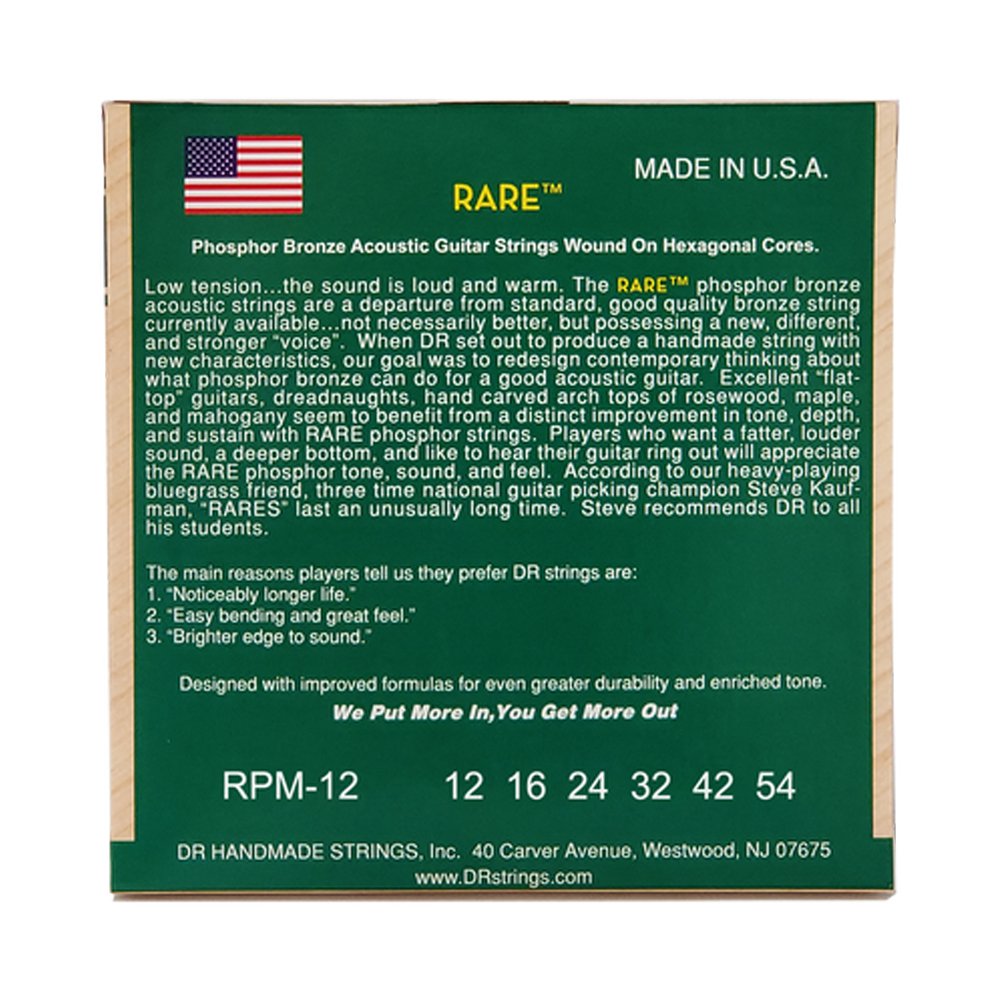 MADE IN U.S.A.
RARE™
Phosphor Bronze Acoustic Guitar Strings Wound On Hexagonal Cores.
Low tension...the sound is loud and warm. The RARE™ phosphor bronze
acoustic strings are a departure from standard, good quality bronze string
currently available...not necessarily better, but possessing a new, different,
and stronger “voice”. When DR set out to produce a handmade string with
new characteristics, our goal was to redesign contemporary thinking about
what phosphor bronze can do for a good acoustic guitar. Excellent “flat-
top” guitars, dreadnaughts, hand carved arch tops of rosewood, maple,
and mahogany seem to benefit from a distinct improvement in tone, depth,
and sustain with RARE phosphor strings. Players who want a fatter, louder
sound, a deeper bottom, and like to hear their guitar ring out will appreciate
the RARE phosphor tone, sound, and feel. According to our heavy-playing
bluegrass friend, three time national guitar picking champion Steve Kauf-
man, “RARES” last an unusually long time. Steve recommends DR to all
his students.
The main reasons players tell us they prefer DR strings are:
1. “Noticeably longer life.”
2. “Easy bending and great feel.”
3. “Brighter edge to sound.”
Designed with improved formulas for even greater durability and enriched tone.
We Put More In,You Get More Out
RPM-12 12 16 24 32 42 54
DR HANDMADE STRINGS, Inc. 40 Carver Avenue, Westwood, NJ 07675
www.DRstrings.com